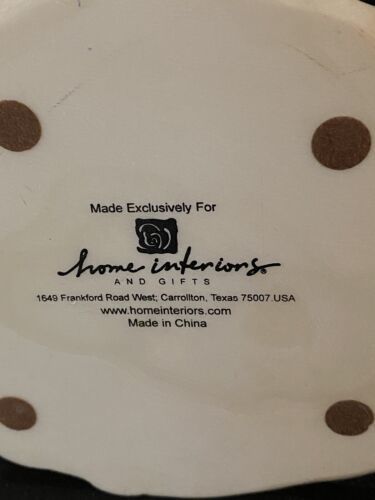 Made Exclusively For
home interiors
AND GIFTS
1649 Frankford Road West; Carrollton, Texas 75007 USA
www.homeinteriors.com
Made in China